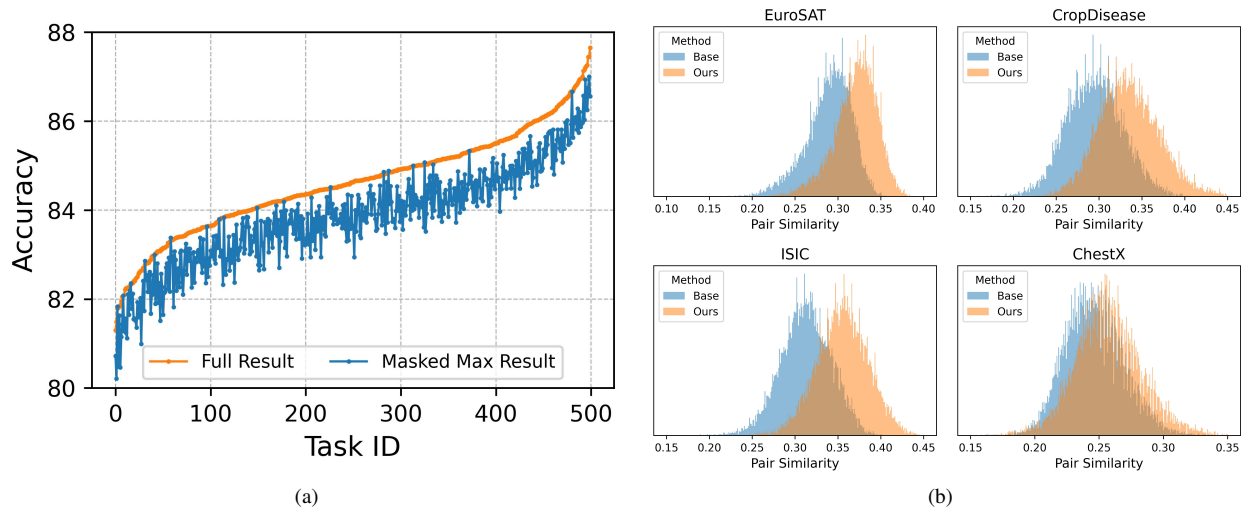 88
86
84
82
80
Accuracy
Full Result
Masked Max Result
0
100
200
300
400
500
Task ID
(a)
EuroSAT
Method
Base
Ours
0.10
0.15
0.20
0.25
0.30
0.35
0.40
Pair Similarity
CropDisease
Method
Base
Ours
0.15
0.20
0.25
0.30
0.35
0.40
0.45
Pair Similarity
ISIC
Method
Base
Ours
0.15
0.20
0.25
0.30
0.35
0.40
0.45
Pair Similarity
ChestX
Method
Base
Ours
0.15
0.20
0.25
0.30
0.35
Pair Similarity
(b)